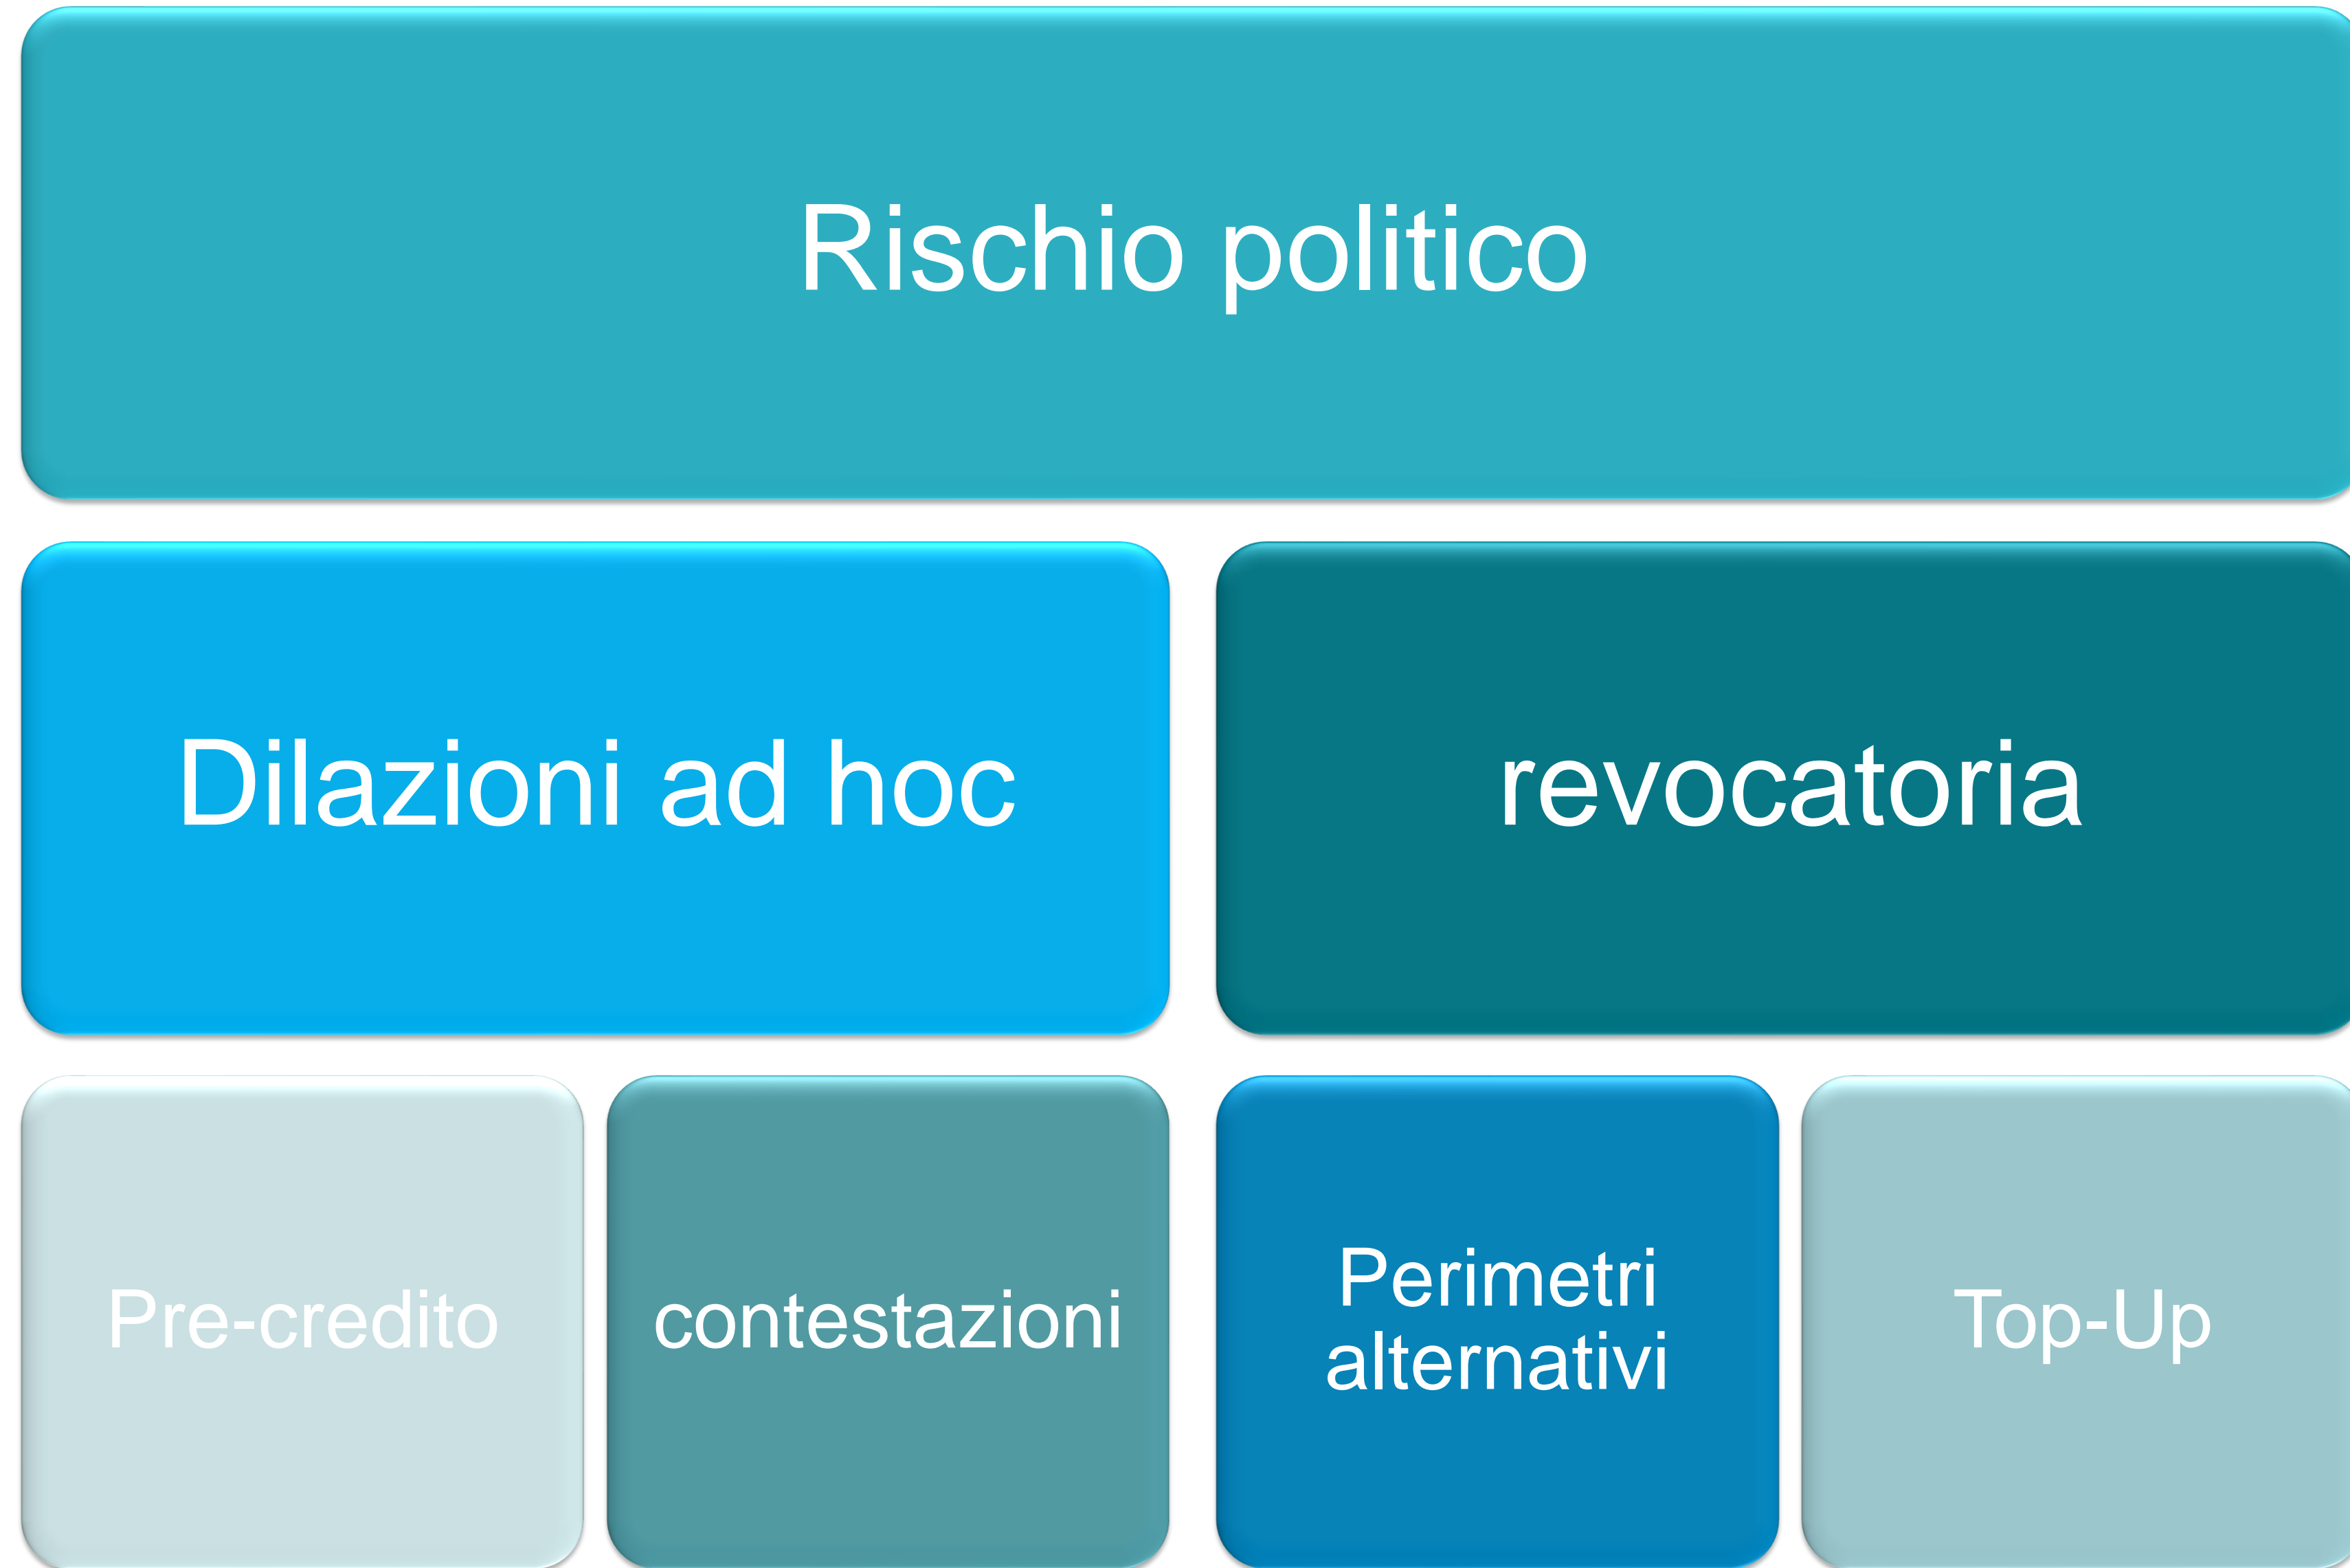 Rischio politico
Dilazioni ad hoc
revocatoria
Pre-credito
contestazioni
Perimetri
alternativi
Top-Up